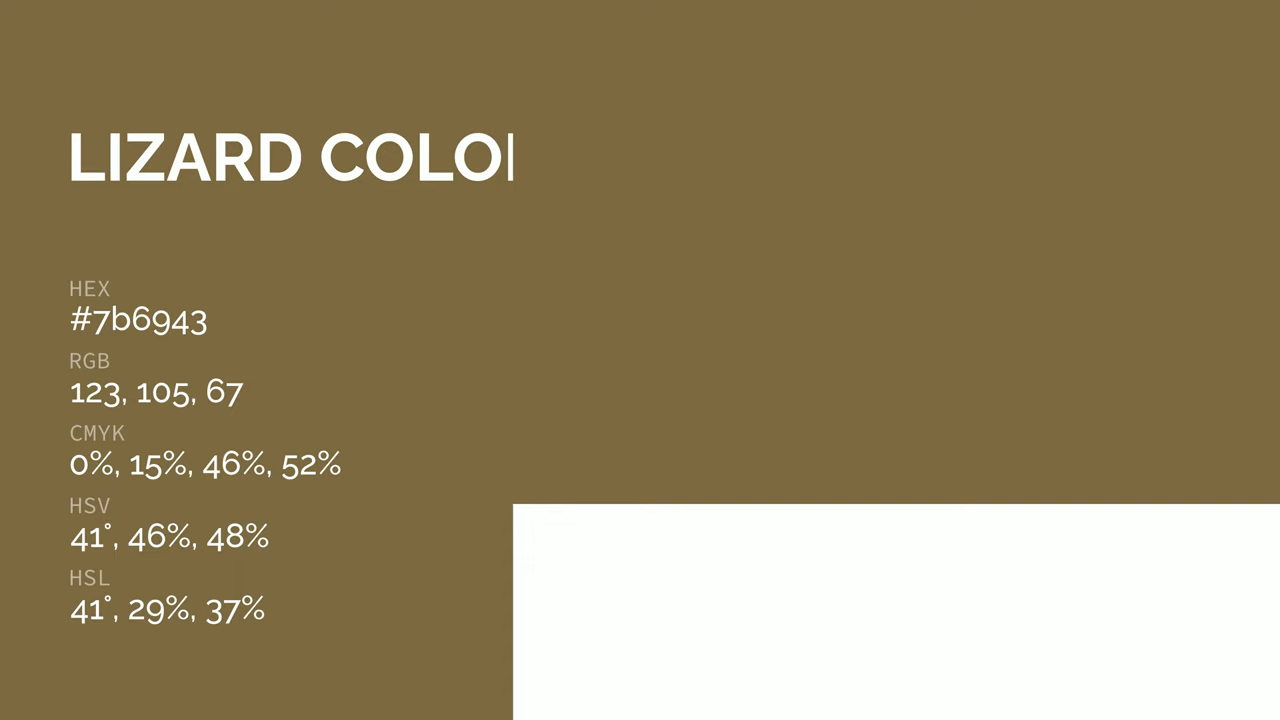 LIZARD COLO
HEX
#7b6943
RGB
123, 105, 67
CMYK
0%, 15%, 46%, 52%
HSV
41°, 46%, 48%
HSL
41°, 29%, 37%